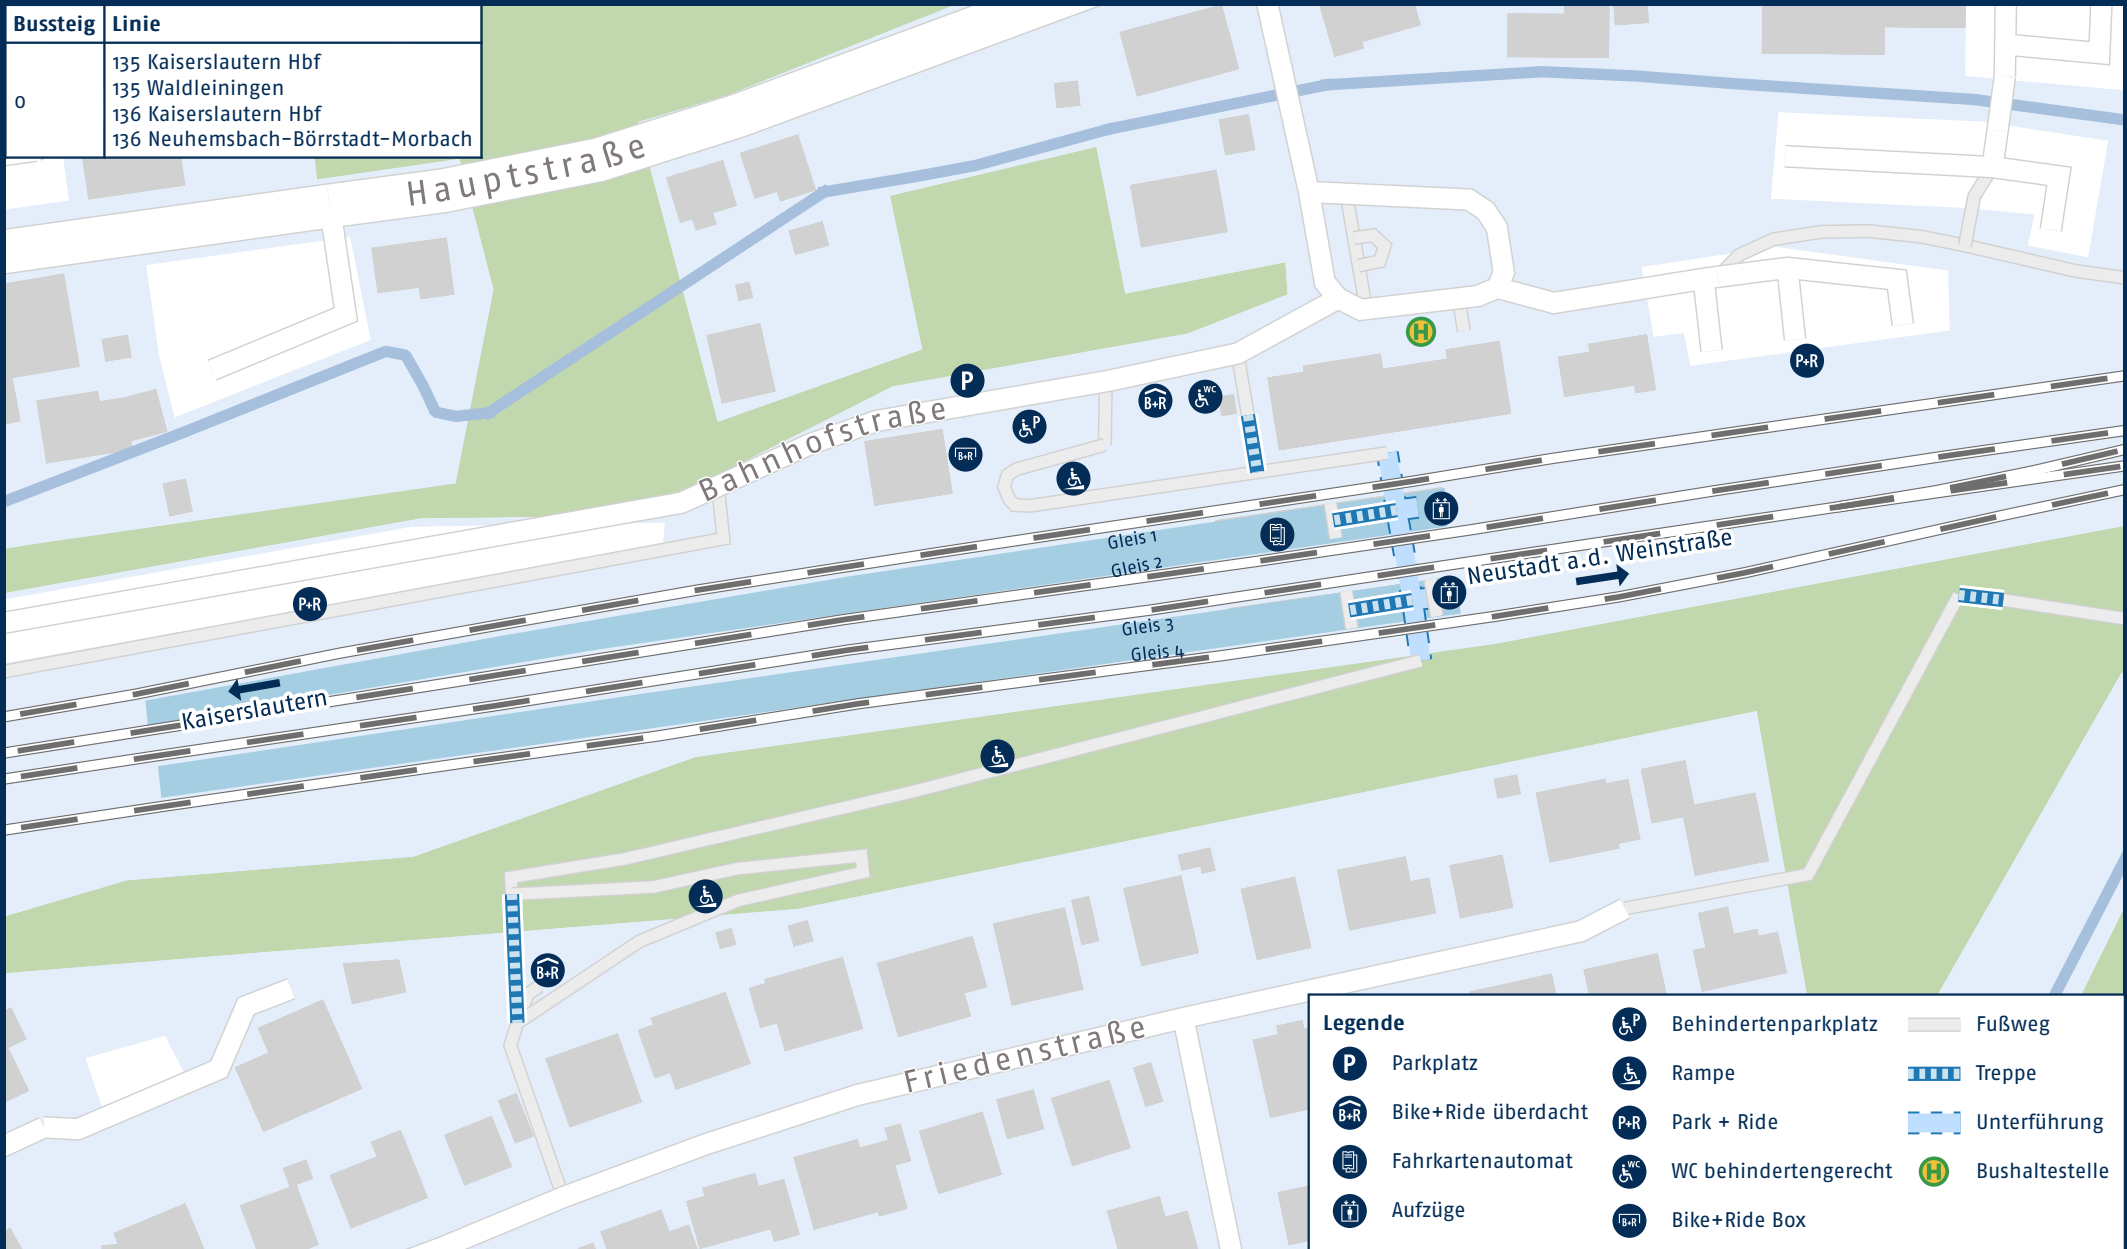 Bussteig Linie
0
135 Kaiserslautern Hbf
135 Waldleiningen
136 Kaiserslautern Hbf
136 Neuhemsbach-Börrstadt-Morbach
Hauptstraße
H
P
B+R
WC
P+R
P
Bahnhofstraße
B+R
Gleis 1
Gleis 2
Neustadt a.d. Weinstraße
P+R
Gleis 3
Gleis 4
Kaiserslautern
B+R
Friedenstraße
Legende
P Parkplatz
B+R Bike+Ride überdacht
Fahrkartenautomat
Aufzüge
P Behindertenparkplatz
Rampe
P+R Park + Ride
WC WC behindertengerecht
B+R Bike+Ride Box
Fußweg
Treppe
Unterführung
H Bushaltestelle